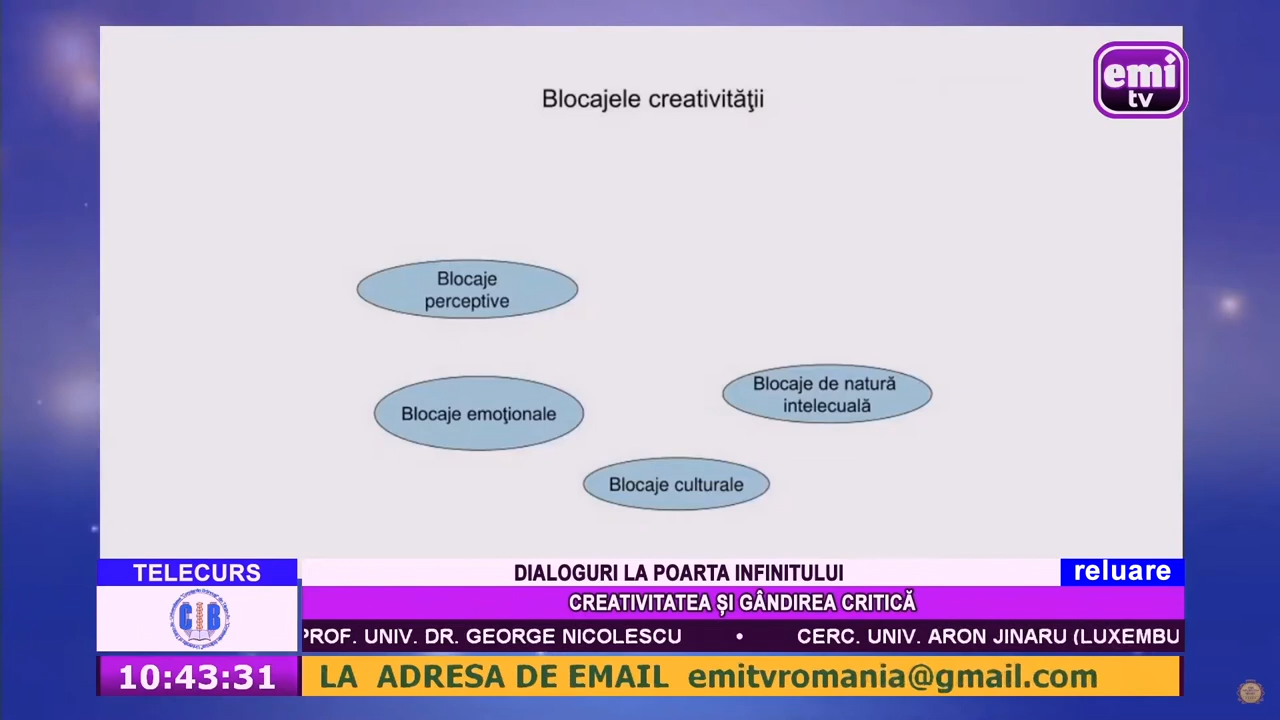 emi
tv
Blocajele creativităţii
Blocaje
perceptive
Blocaje de natură
intelecuală
Blocaje emoţionale
Blocaje culturale
TELECURS
DIALOGURI LA POARTA INFINITULUI
reluare
CREATIVITATEA ȘI GÂNDIREA CRITICĂ
CIB
PROF. UNIV. DR. GEORGE NICOLESCU • CERC. UNIV. ARON JINARU (LUXEMBU
10:43:31
LA ADRESA DE EMAIL emitvromania@gmail.com